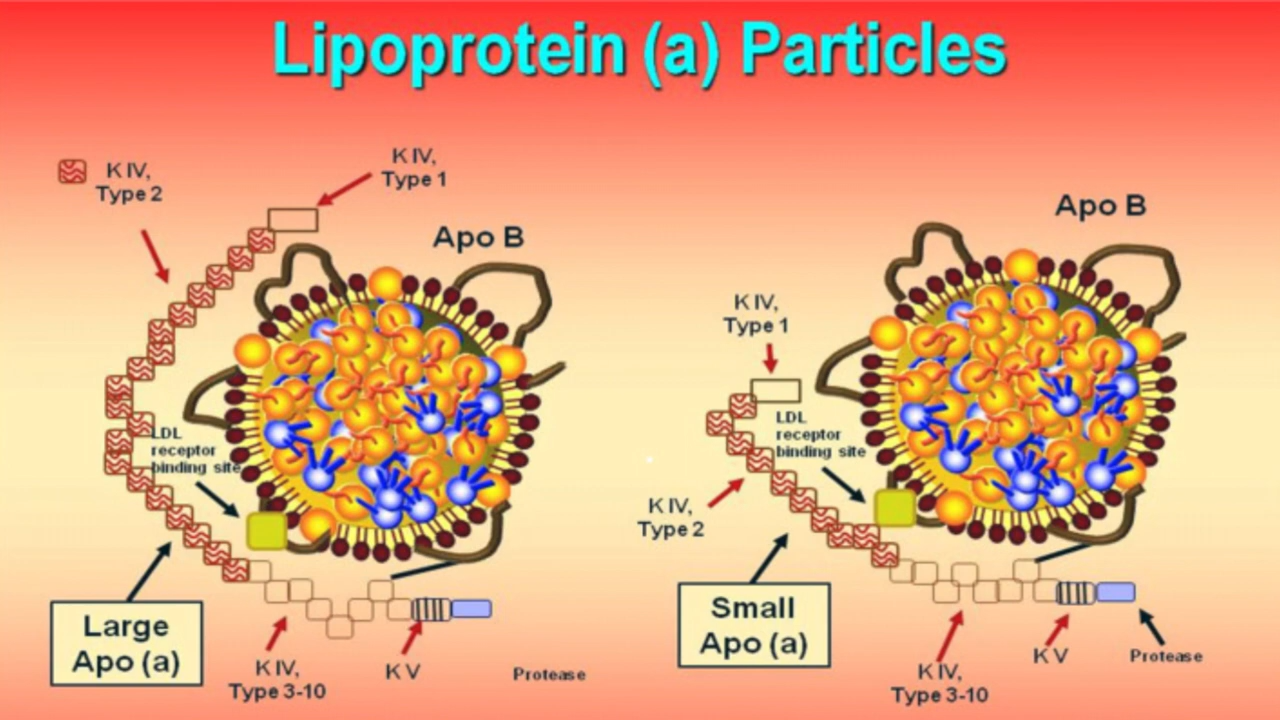 Lipoprotein (a) Particles
K IV,
Type 2
K IV,
Type 1
Apo B
LDL
receptor
binding site
Large
Apo (a)
K IV,
Type 3-10
K V
Protease
Apo B
K IV,
Type 1
LDL
receptor
binding site
K IV,
Type 2
Small
Apo (a)
K IV,
Type 3-10
K V
Protease